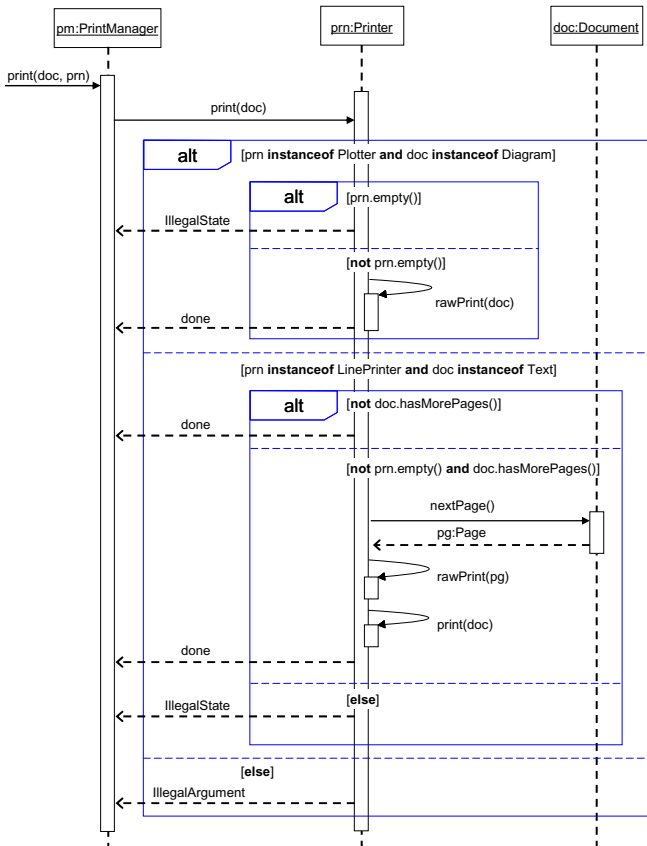 pm:PrintManager
prn:Printer
doc:Document
print(doc, prn)
print(doc)
alt
[prn instanceof Plotter and doc instanceof Diagram]
alt
[prn.empty()]
IllegalState
[not prn.empty()]
rawPrint(doc)
done
[prn instanceof LinePrinter and doc instanceof Text]
alt
[not doc.hasMorePages()]
done
[not prn.empty() and doc.hasMorePages()]
nextPage()
pg:Page
rawPrint(pg)
print(doc)
done
[else]
IllegalState
[else]
IllegalArgument